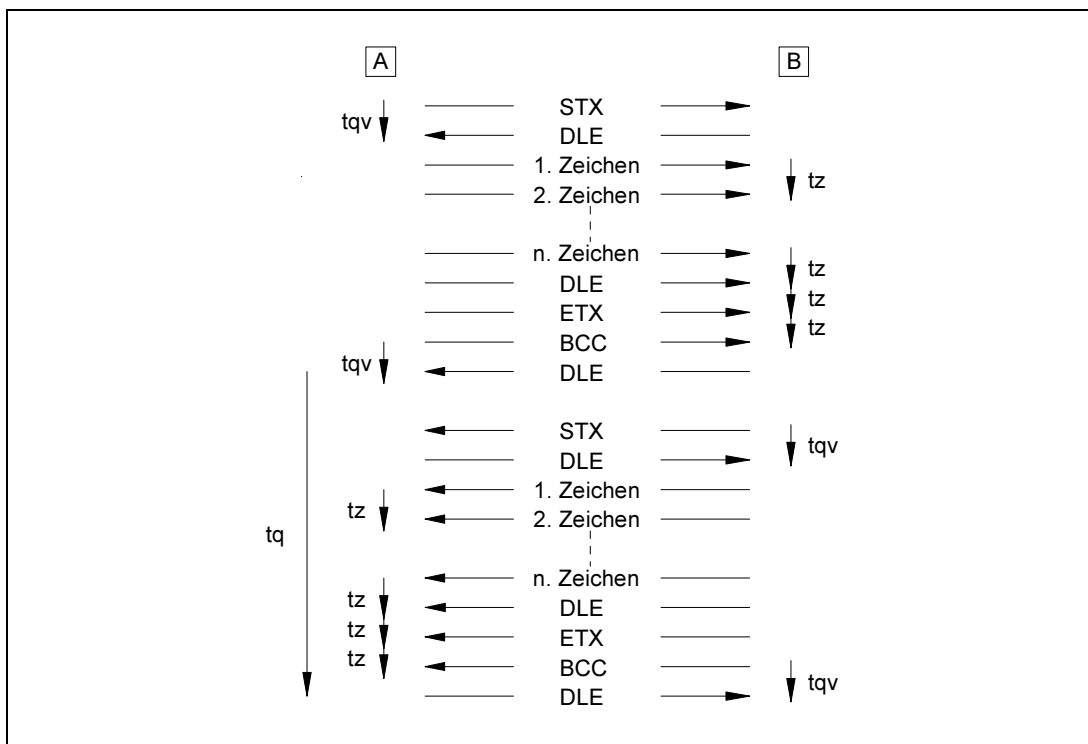 A B
STX
tqv
DLE
1. Zeichen
tz
2. Zeichen
n. Zeichen
tz
DLE
tz
ETX
tz
BCC
tqv
DLE
STX
tqv
DLE
1. Zeichen
tz
2. Zeichen
tq
n. Zeichen
tz
DLE
tz
ETX
tz
BCC
tqv
DLE